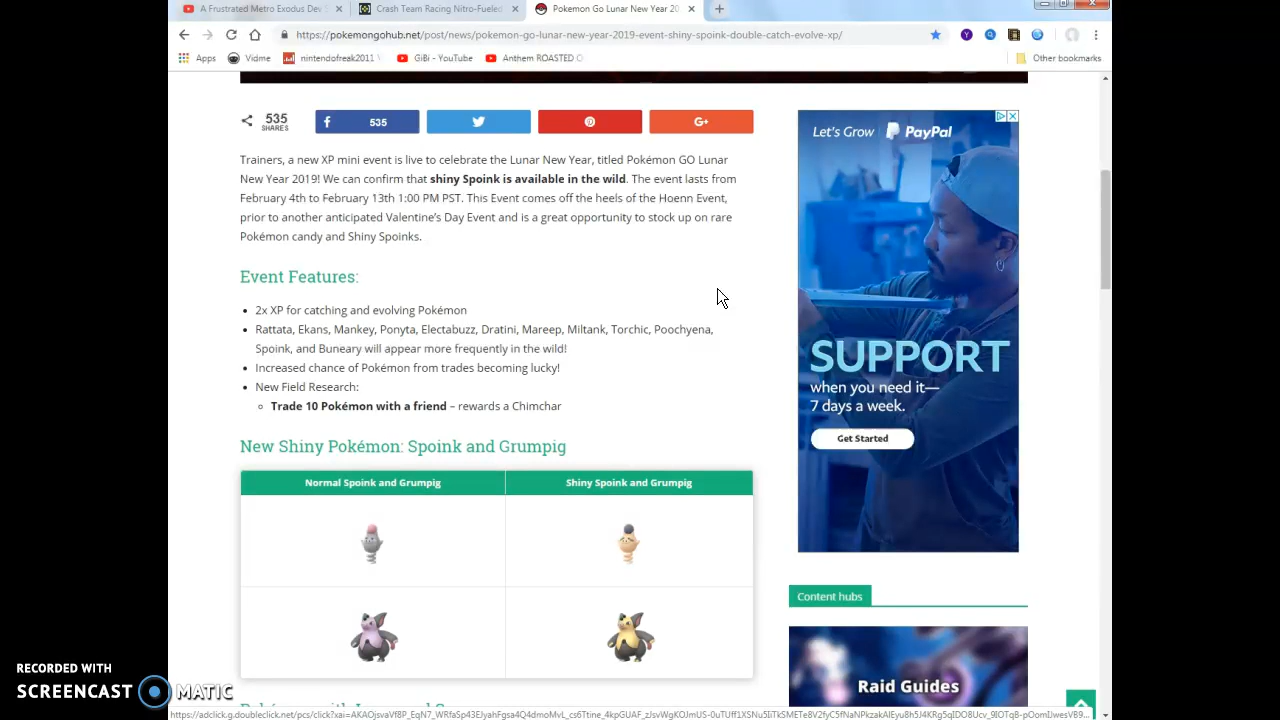 A Frustrated Metro Exodus Dev
Crash Team Racing Nitro-Fueled
Pokemon Go Lunar New Year 20
https://pokemongohub.net/post/news/pokemon-go-lunar-new-year-2019-event-shiny-spoink-double-catch-evolve-xp/
Apps
Vidme
nintendofreak2011
GiBi - YouTube
Anthem ROASTED
Other bookmarks
535
SHARES
535
G+
Trainers, a new XP mini event is live to celebrate the Lunar New Year, titled Pokémon GO Lunar
New Year 2019! We can confirm that shiny Spoink is available in the wild. The event lasts from
February 4th to February 13th 1:00 PM PST. This Event comes off the heels of the Hoenn Event,
prior to another anticipated Valentine's Day Event and is a great opportunity to stock up on rare
Pokémon candy and Shiny Spoinks.
Event Features:
2x XP for catching and evolving Pokémon
Rattata, Ekans, Mankey, Ponyta, Electabuzz, Dratini, Mareep, Miltank, Torchic, Poochyena,
Spoink, and Buneary will appear more frequently in the wild!
Increased chance of Pokémon from trades becoming lucky!
New Field Research:
Trade 10 Pokémon with a friend – rewards a Chimchar
New Shiny Pokémon: Spoink and Grumpig
Normal Spoink and Grumpig
Shiny Spoink and Grumpig
Let's Grow
PayPal
SUPPORT
when you need it—
7 days a week.
Get Started
Content hubs
Raid Guides
RECORDED WITH
SCREENCAST MATIC